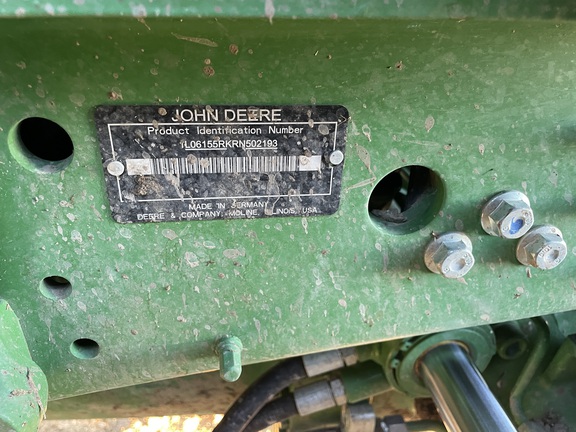 JOHN DEERE
Product Identification Number
1L06155RKRN502193
MADE IN GERMANY
DEERE & COMPANY, MOLINE, ILLINOIS, USA